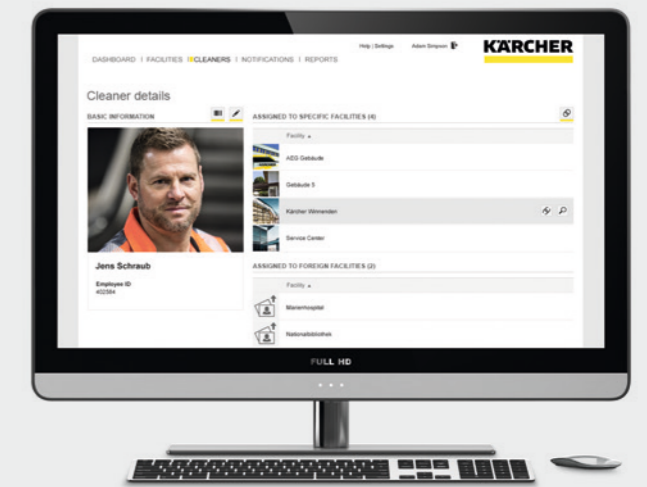 Help | Settings Adam Simpson
KÄRCHER
DASHBOARD | FACILITIES CLEANERS | NOTIFICATIONS | REPORTS
Cleaner details
BASIC INFORMATION
ASSIGNED TO SPECIFIC FACILITIES (4)
Facility
AEG Gebäude
Gebäude 5
Kärcher Winnenden
Service Center
Jens Schraub
Employee ID
402584
ASSIGNED TO FOREIGN FACILITIES (2)
Facility
Marienhospital
Nationalbibliothek
FULL HD